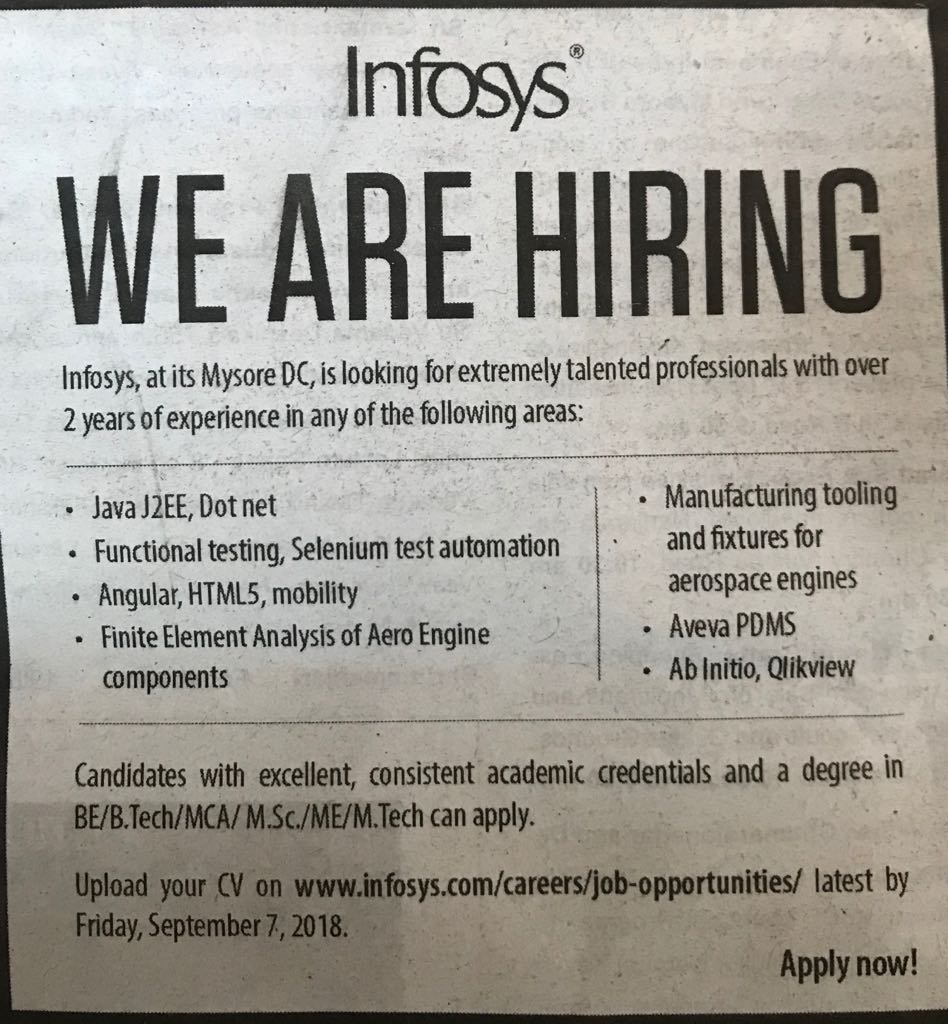 Infosys®
WE ARE HIRING
Infosys, at its Mysore DC, is looking for extremely talented professionals with over
2 years of experience in any of the following areas:
• Java J2EE, Dot net
• Functional testing, Selenium test automation
• Angular, HTML5, mobility
• Finite Element Analysis of Aero Engine
components
• Manufacturing tooling
and fixtures for
aerospace engines
• Aveva PDMS
• Ab Initio, Qlikview
Candidates with excellent, consistent academic credentials and a degree in
BE/B.Tech/MCA/ M.Sc./ME/M.Tech can apply.
Upload your CV on www.infosys.com/careers/job-opportunities/ latest by
Friday, September 7, 2018.
Apply now!